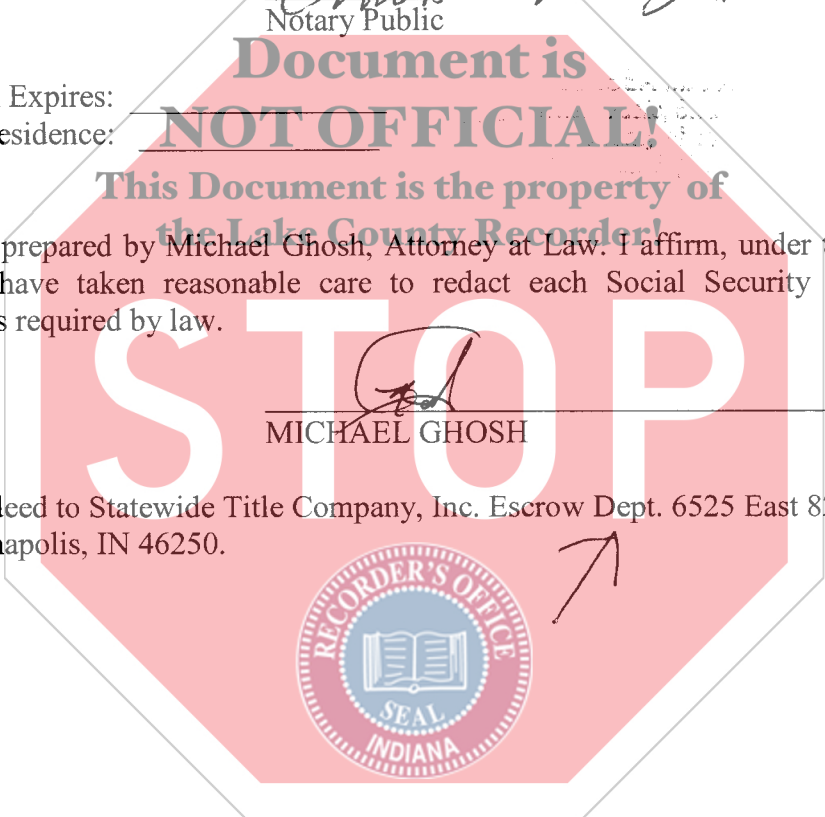 Notary Public
Document is
Expires:
NOT OFFICIAL!
esidence:
This Document is the property of
the Lake County Recorder!
prepared by Michael Ghosh, Attorney at Law. I affirm, under
have taken reasonable care to redact each Social Security
s required by law.
STOP
MICHAEL GHOSH
deed to Statewide Title Company, Inc. Escrow Dept. 6525 East 82
napolis, IN 46250.
RECORDER'S OFFICE
SEAL
INDIANA